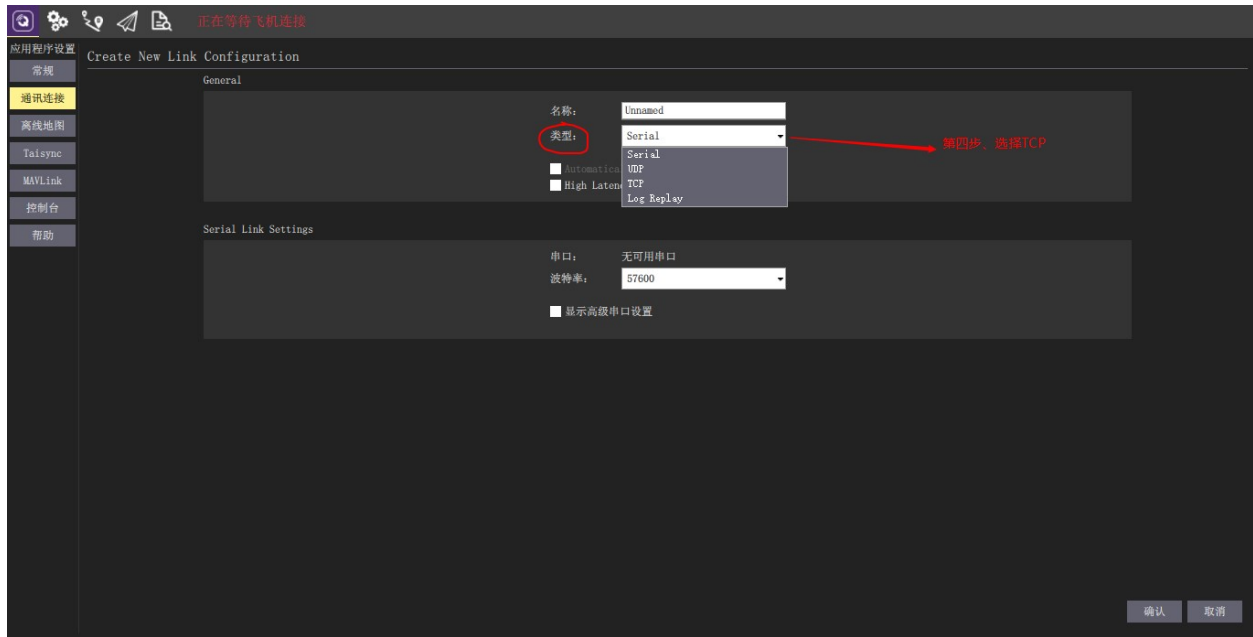 正在等待飞机连接
应用程序设置
常规
通讯连接
离线地图
Taisync
MAVLink
控制台
帮助
Create New Link Configuration
General
名称: Unnamed
类型: Serial
Serial
UDP
TCP
Log Replay
Automatica
High Laten
第四步、选择TCP
Serial Link Settings
串口: 无可用串口
波特率: 57600
显示高级串口设置
确认 取消